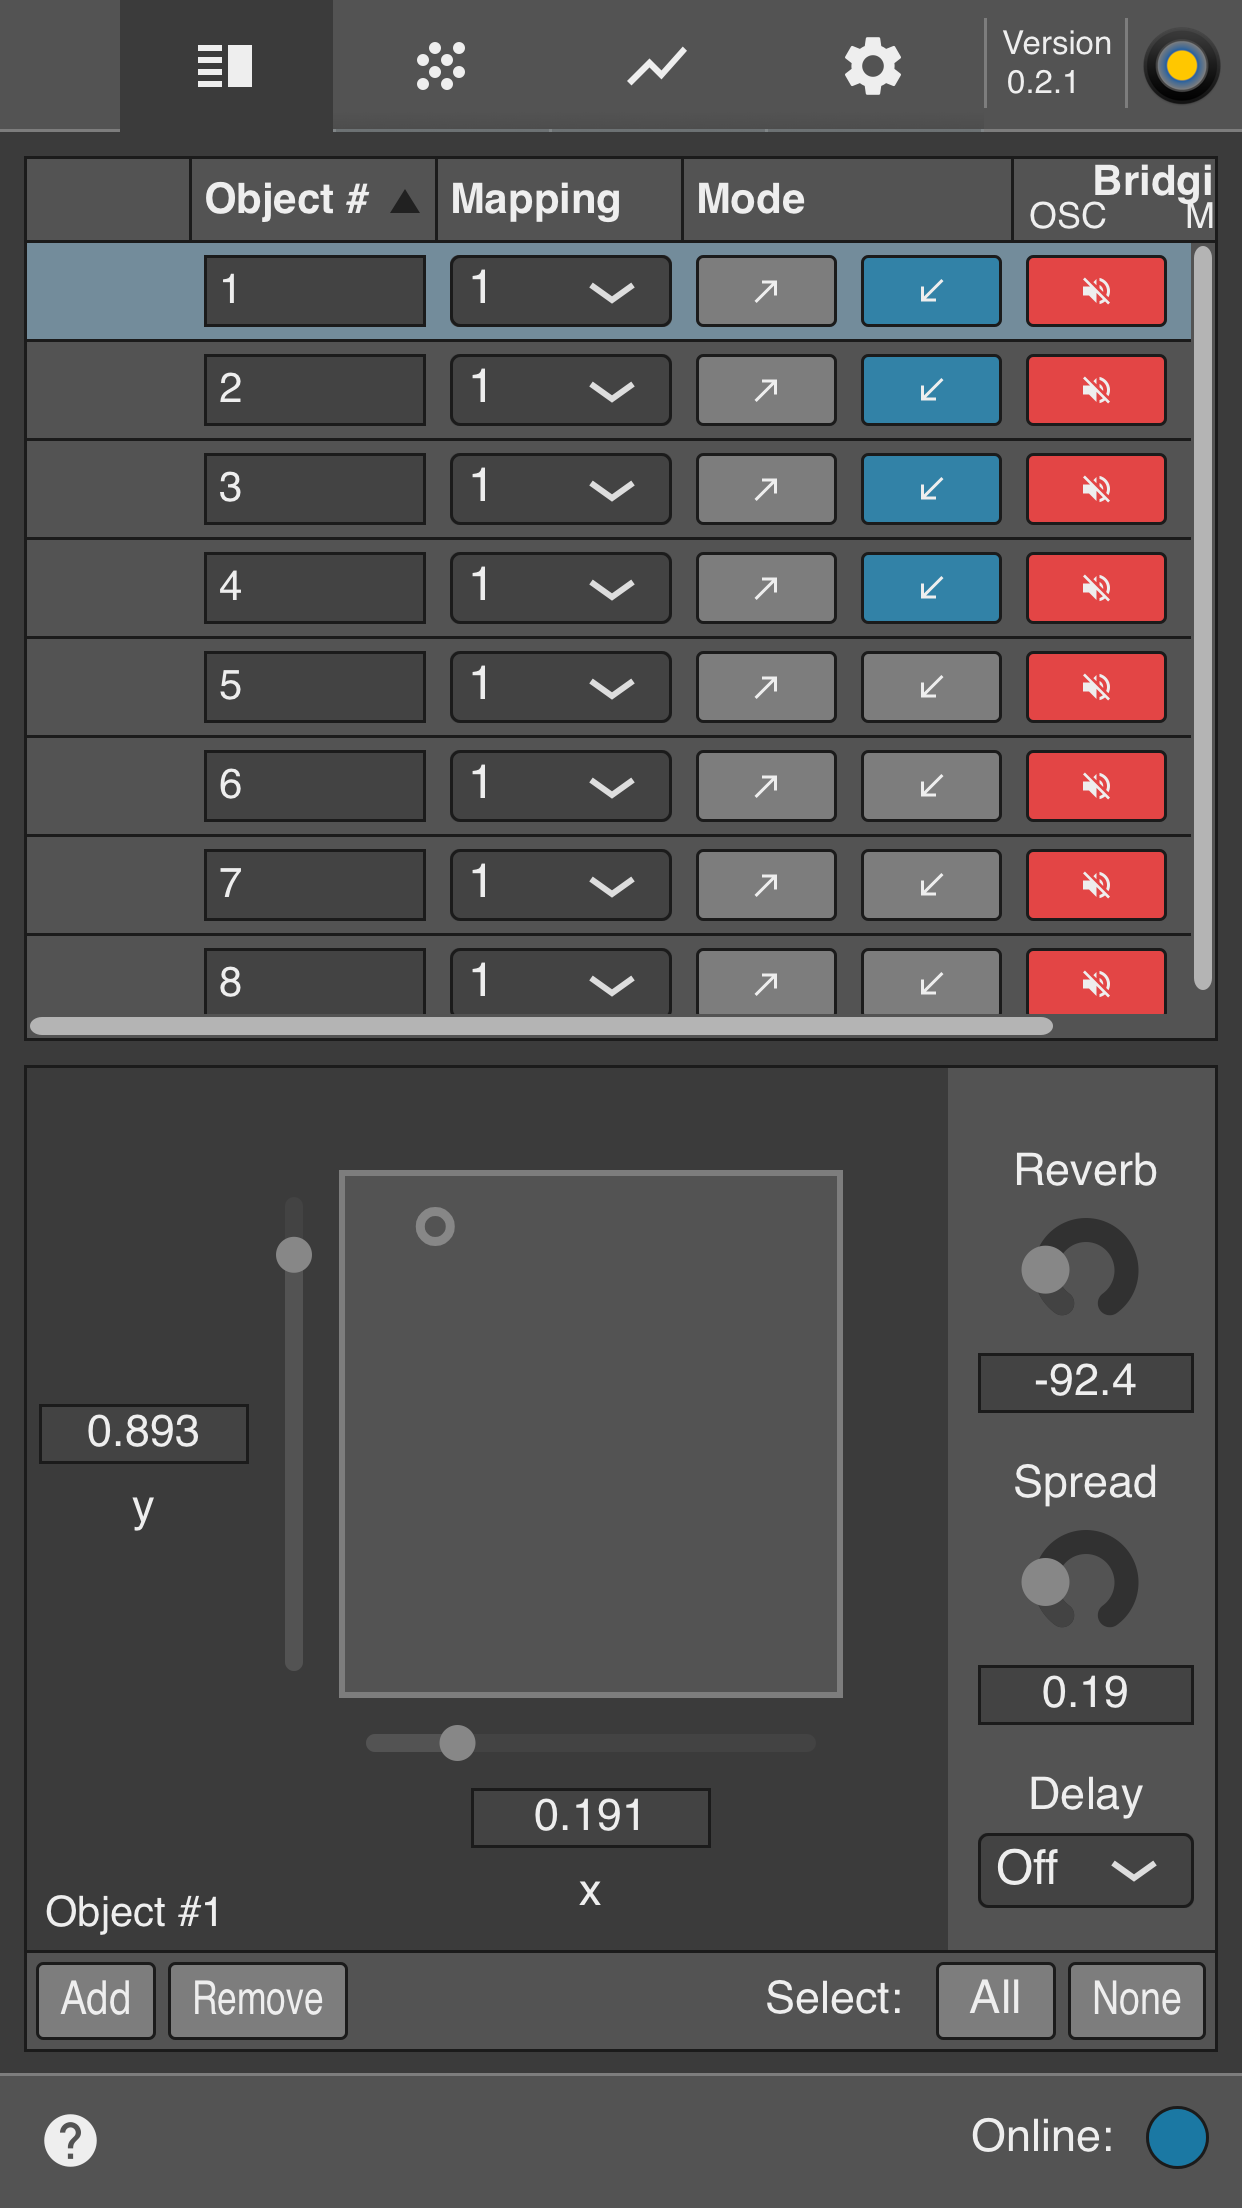 Version
0.2.1
Object # Mapping Mode Bridgi
OSC M
1 1
2 1
3 1
4 1
5 1
6 1
7 1
8 1
Reverb
-92.4
0.893
y
Spread
0.19
0.191
x
Delay
Off
Object #1
Add Remove Select: All None
? Online: